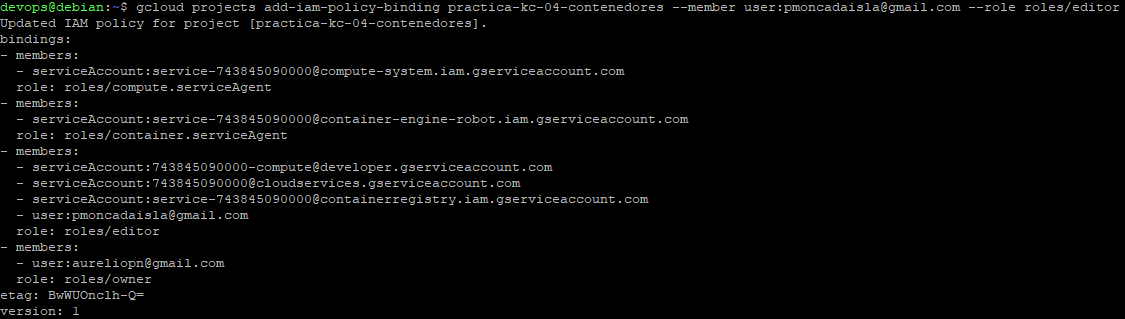 devops@debian:~$ gcloud projects add-iam-policy-binding practica-kc-04-contenedores --member user:pmoncadaisla@gmail.com --role roles/editor
Updated IAM policy for project [practica-kc-04-contenedores].
bindings:
- members:
  - serviceAccount:service-743845090000@compute-system.iam.gserviceaccount.com
  role: roles/compute.serviceAgent
- members:
  - serviceAccount:service-743845090000@container-engine-robot.iam.gserviceaccount.com
  role: roles/container.serviceAgent
- members:
  - serviceAccount:743845090000-compute@developer.gserviceaccount.com
  - serviceAccount:743845090000@cloudservices.gserviceaccount.com
  - serviceAccount:service-743845090000@containerregistry.iam.gserviceaccount.com
  - user:pmoncadaisla@gmail.com
  role: roles/editor
- members:
  - user:aureliopn@gmail.com
  role: roles/owner
etag: BwWUOnclh-Q=
version: 1